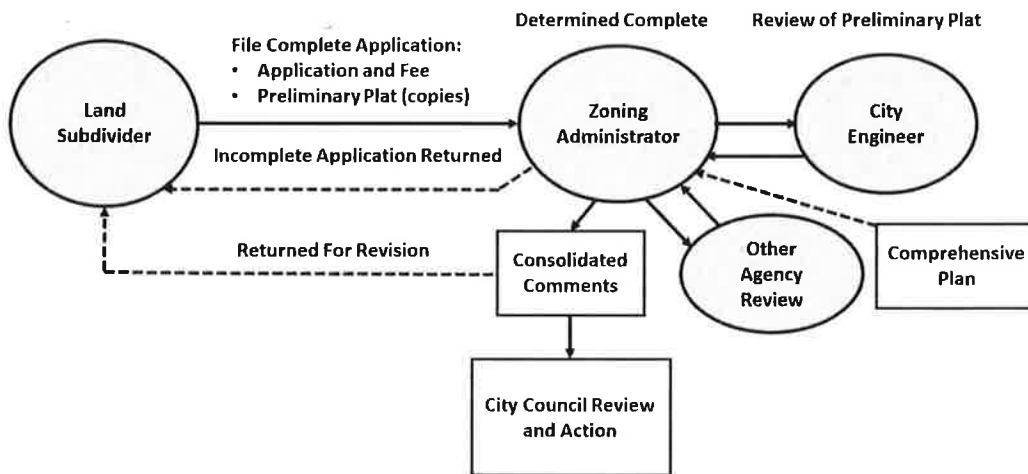 Determined Complete
Review of Preliminary Plat
File Complete Application:
• Application and Fee
• Preliminary Plat (copies)
Land
Subdivider
Zoning
Administrator
City
Engineer
Incomplete Application Returned
Returned For Revision
Consolidated
Comments
Other
Agency
Review
Comprehensive
Plan
City Council Review
and Action